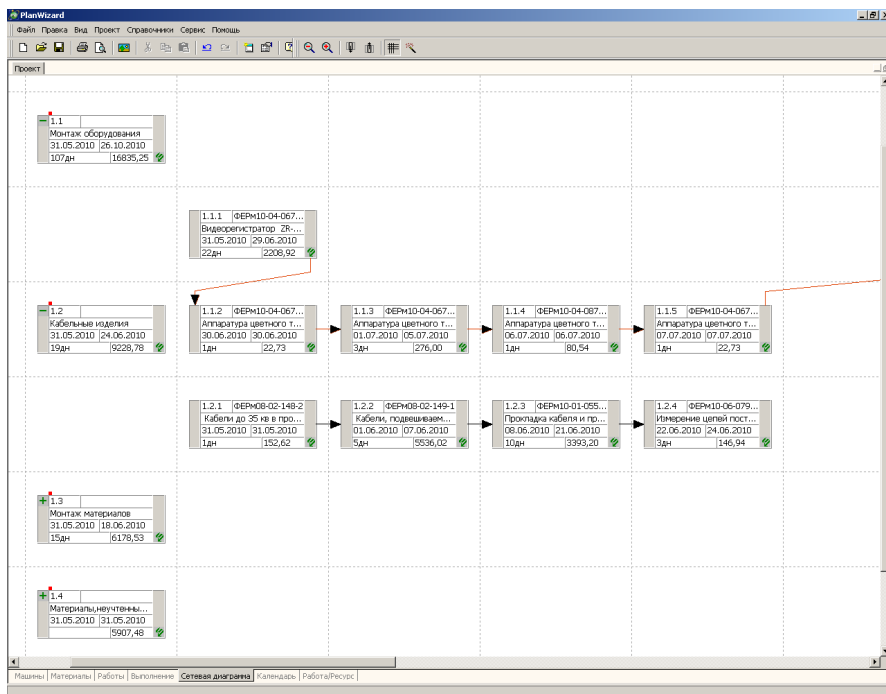 PlanWizard
Файл Правка Вид Проект Справочники Сервис Помощь
Проект
1.1
Монтаж оборудования
31.05.2010 26.10.2010
107дн 16835,25
1.1.1 ФЕРм10-04-067...
Видеорегистратор ZR-...
31.05.2010 29.06.2010
22дн 2208,92
1.2
Кабельные изделия
31.05.2010 24.06.2010
19дн 9228,78
1.1.2 ФЕРм10-04-067...
Аппаратура цветного т...
30.06.2010 30.06.2010
1дн 22,73
1.1.3 ФЕРм10-04-067...
Аппаратура цветного т...
01.07.2010 05.07.2010
3дн 276,00
1.1.4 ФЕРм10-04-087...
Аппаратура цветного т...
06.07.2010 06.07.2010
1дн 80,54
1.1.5 ФЕРм10-04-067...
Аппаратура цветного т...
07.07.2010 07.07.2010
1дн 22,73
1.2.1 ФЕРм08-02-148-2
Кабели до 35 кв в про...
31.05.2010 31.05.2010
1дн 152,62
1.2.2 ФЕРм08-02-149-1
Кабели, подвешиваем...
01.06.2010 07.06.2010
5дн 5536,02
1.2.3 ФЕРм10-01-055...
Прокладка кабеля и пр...
08.06.2010 21.06.2010
10дн 3393,20
1.2.4 ФЕРм10-06-079...
Измерение цепей пост...
22.06.2010 24.06.2010
3дн 146,94
1.3
Монтаж материалов
31.05.2010 18.06.2010
15дн 6178,53
1.4
Материалы,неучтенны...
31.05.2010 31.05.2010
5907,48
Машины Материалы Работы Выполнение Сетевая диаграмма Календарь Работа/Ресурс